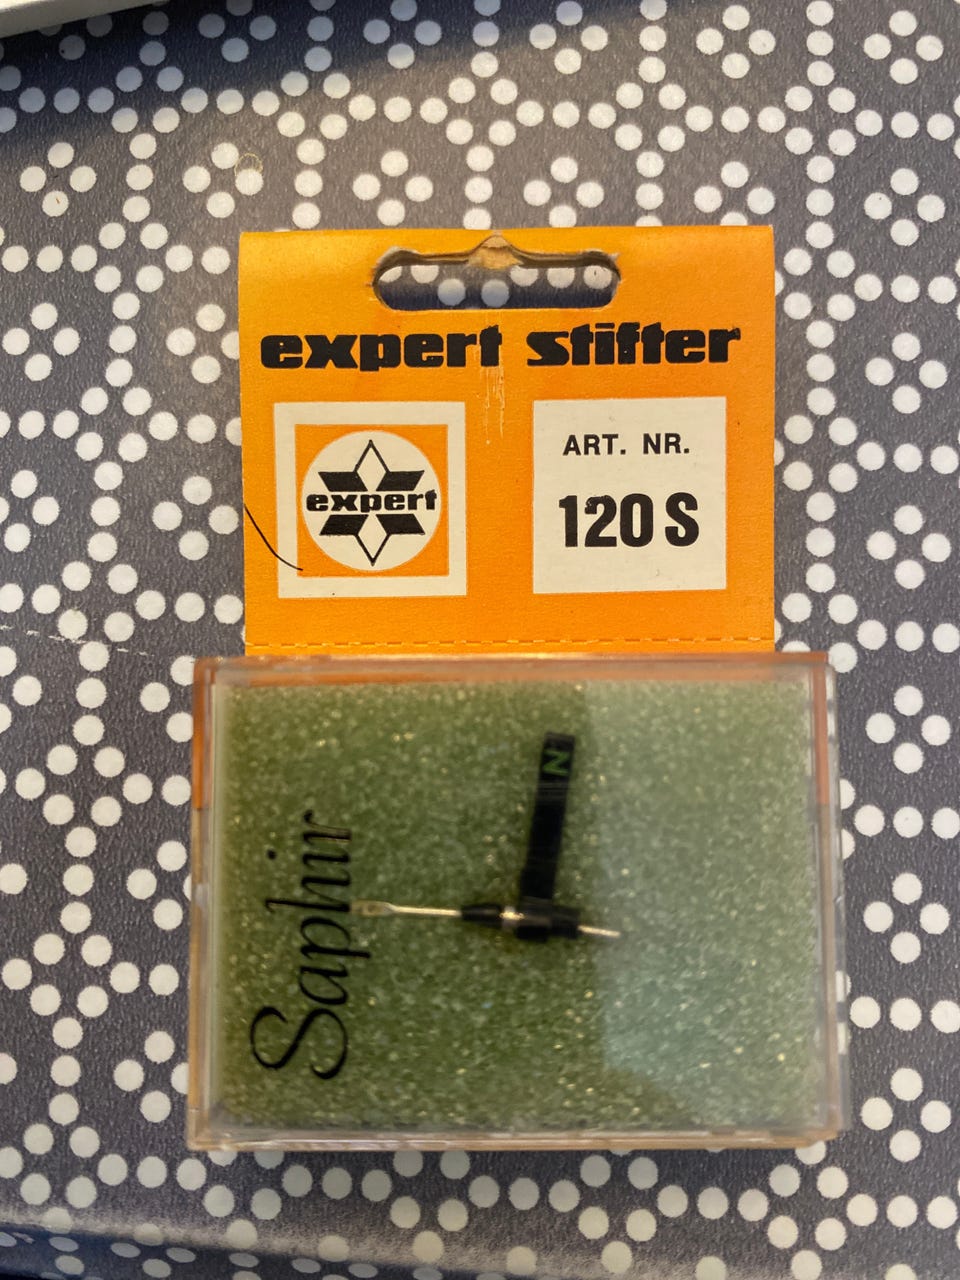 expert stifter
expert
ART. NR.
120 S
N
Saphir